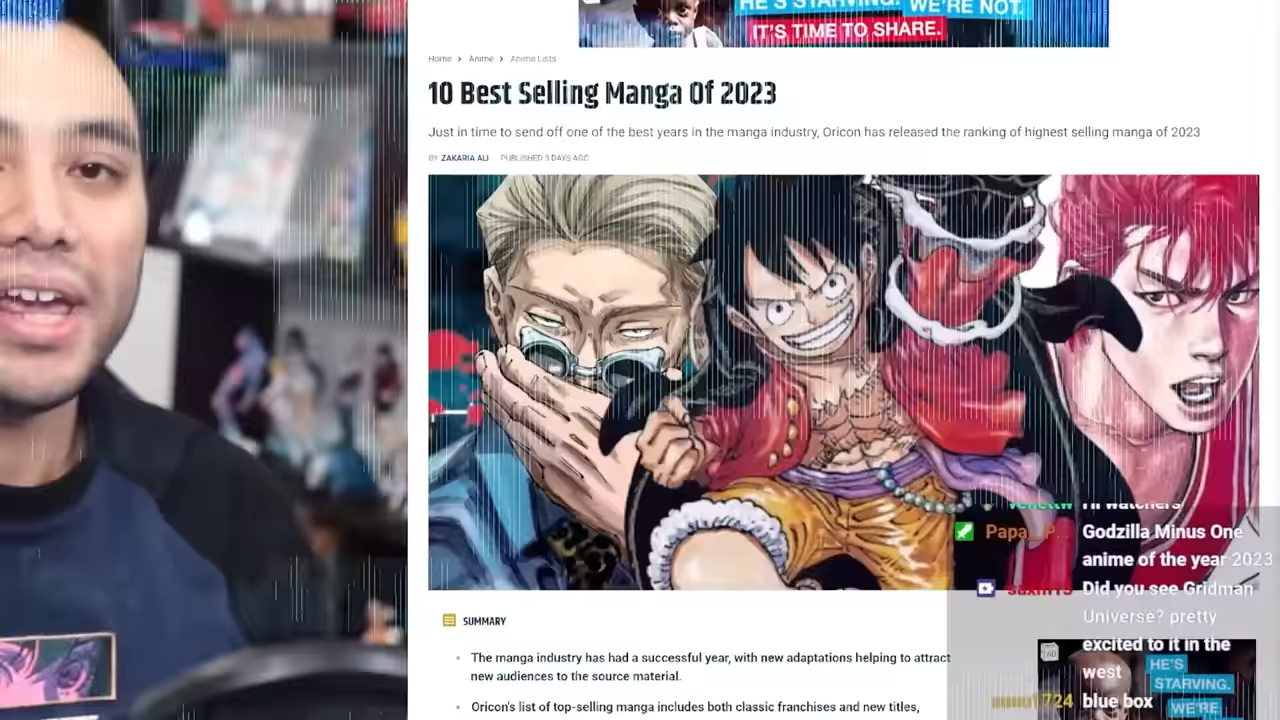 HE'S STARVING. WE'RE NOT.
IT'S TIME TO SHARE.
Home > Anime > Anime Lists
10 Best Selling Manga Of 2023
Just in time to send off one of the best years in the manga industry, Oricon has released the ranking of highest selling manga of 2023
BY ZAKARIA ALI PUBLISHED 3 DAYS AGO
Hi watchers
Papa_P...
Godzilla Minus One
anime of the year 2023
Did you see Gridman
Universe? pretty
excited to it in the
west
blue box
SUMMARY
The manga industry has had a successful year, with new adaptations helping to attract
new audiences to the source material.
Oricon's list of top-selling manga includes both classic franchises and new titles,
AD
HE'S
STARVING.
WE'RE